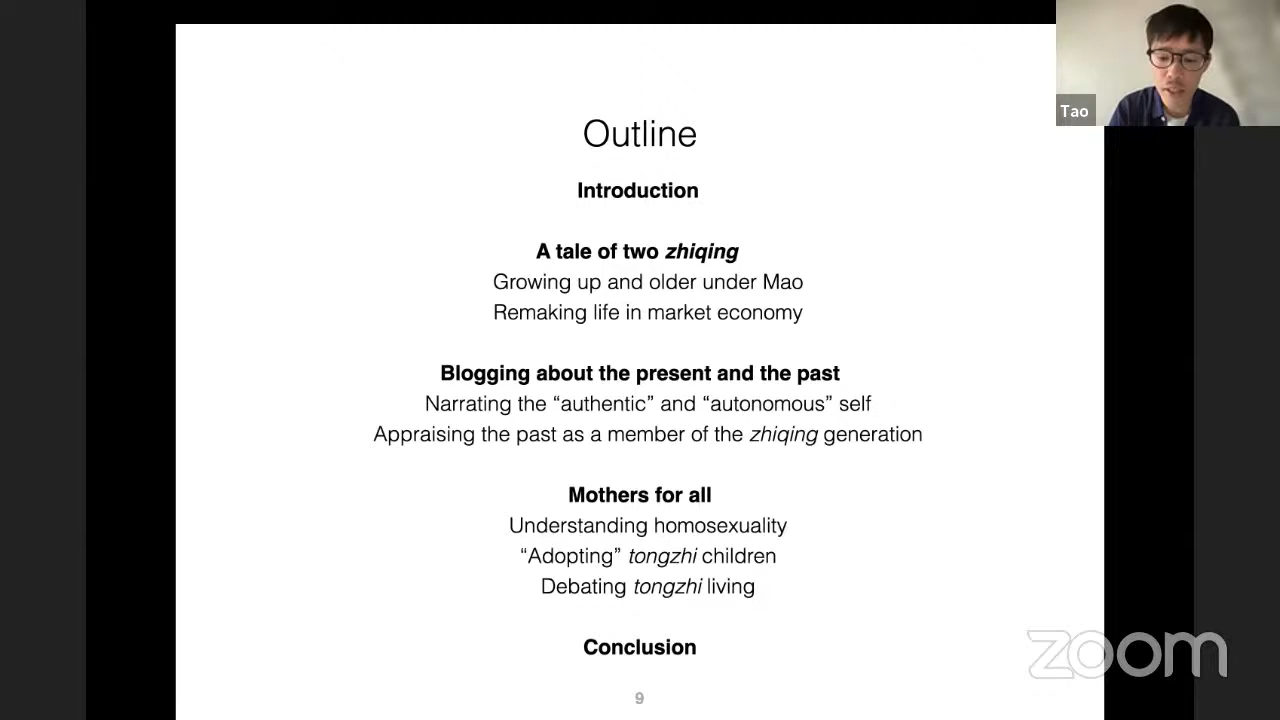 Outline
Introduction
A tale of two zhiqing
Growing up and older under Mao
Remaking life in market economy
Blogging about the present and the past
Narrating the “authentic” and “autonomous” self
Appraising the past as a member of the zhiqing generation
Mothers for all
Understanding homosexuality
“Adopting” tongzhi children
Debating tongzhi living
Conclusion
9
Tao
zoom